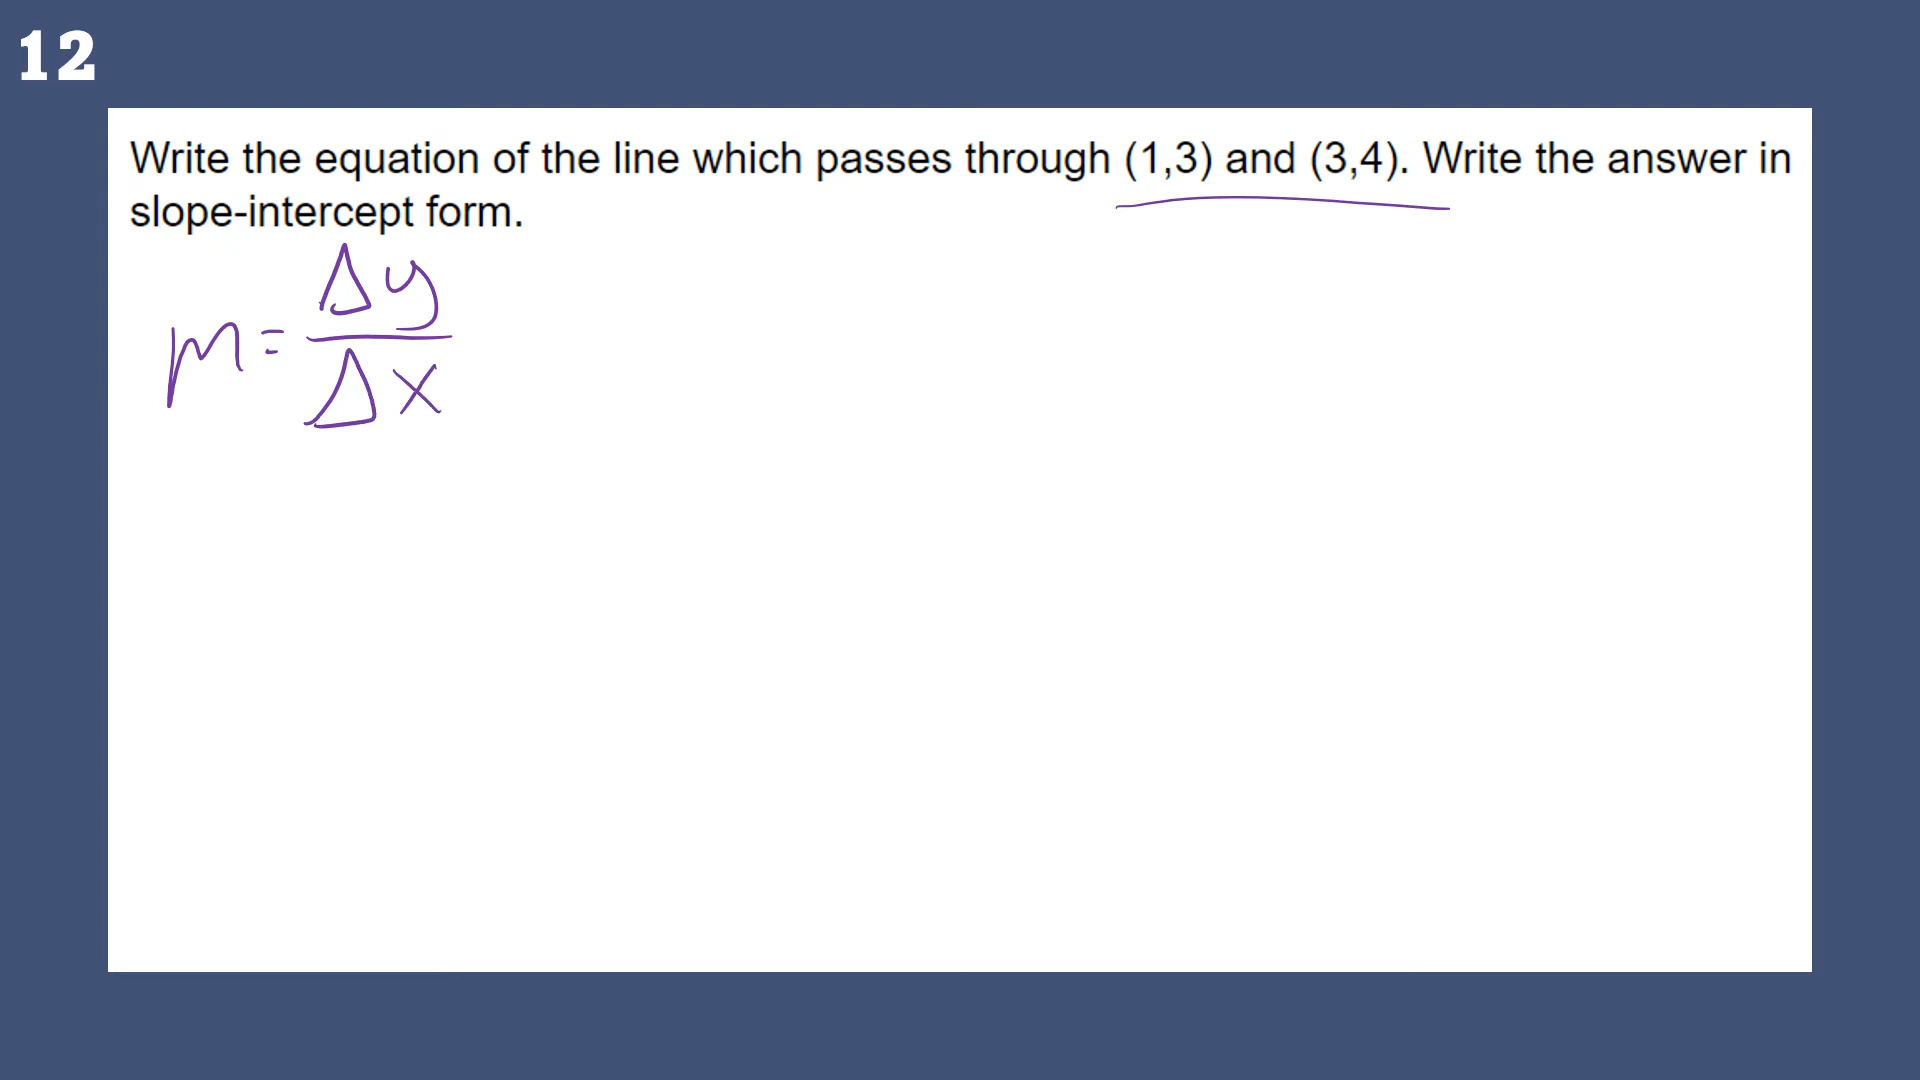 12
Write the equation of the line which passes through (1,3) and (3,4). Write the answer in
slope-intercept form.
m = Δy / Δx